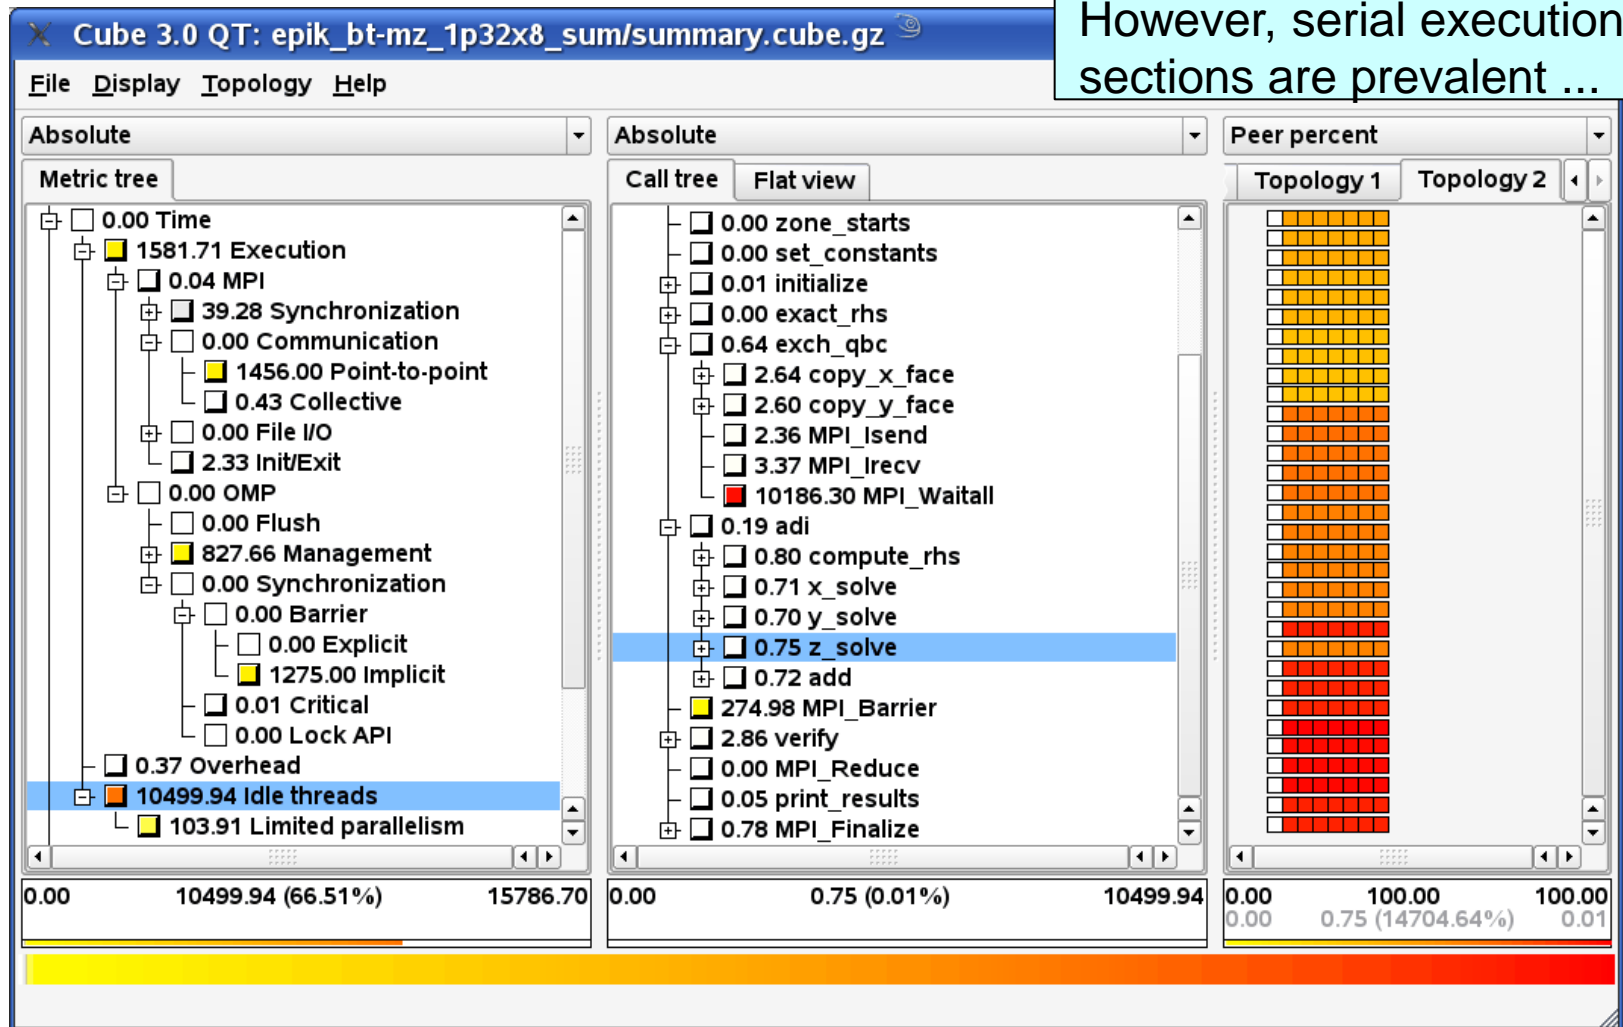 Cube 3.0 QT: epik_bt-mz_1p32x8_sum/summary.cube.gz
However, serial execution
sections are prevalent ...
File Display Topology Help
Absolute
Metric tree
0.00 Time
1581.71 Execution
0.04 MPI
39.28 Synchronization
0.00 Communication
1456.00 Point-to-point
0.43 Collective
0.00 File I/O
2.33 Init/Exit
0.00 OMP
0.00 Flush
827.66 Management
0.00 Synchronization
0.00 Barrier
0.00 Explicit
1275.00 Implicit
0.01 Critical
0.00 Lock API
0.37 Overhead
10499.94 Idle threads
103.91 Limited parallelism
0.00 10499.94 (66.51%) 15786.70
Absolute
Call tree Flat view
0.00 zone_starts
0.00 set_constants
0.01 initialize
0.00 exact_rhs
0.64 exch_qbc
2.64 copy_x_face
2.60 copy_y_face
2.36 MPI_Isend
3.37 MPI_Irecv
10186.30 MPI_Waitall
0.19 adi
0.80 compute_rhs
0.71 x_solve
0.70 y_solve
0.75 z_solve
0.72 add
274.98 MPI_Barrier
2.86 verify
0.00 MPI_Reduce
0.05 print_results
0.78 MPI_Finalize
0.00 0.75 (0.01%) 10499.94
Peer percent
Topology 1 Topology 2
0.00 100.00 100.00
0.00 0.75 (14704.64%) 0.01